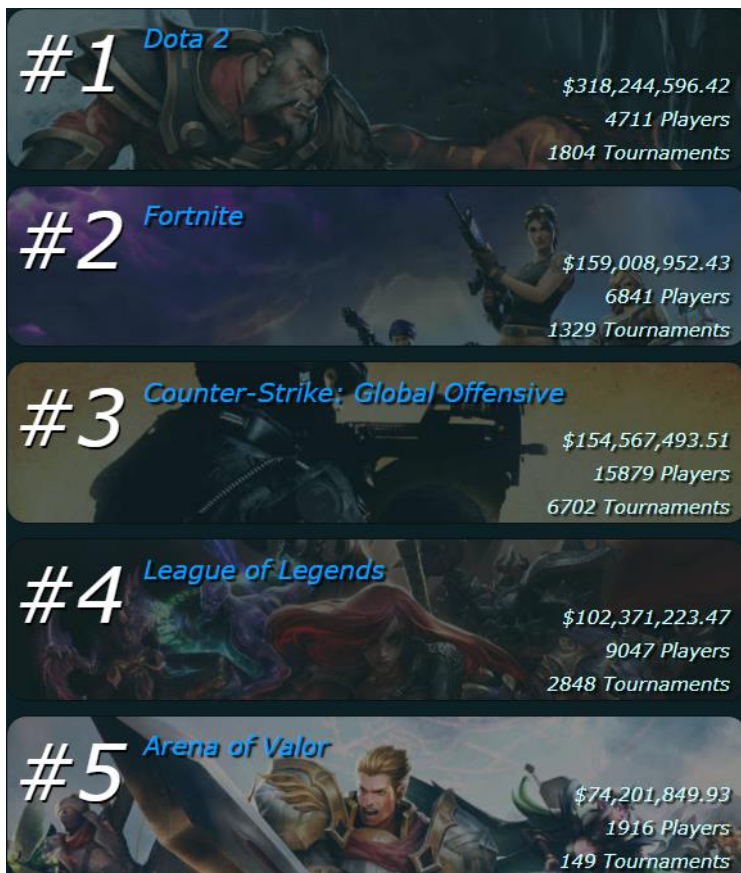 #1
Dota 2
$318,244,596.42
4711 Players
1804 Tournaments
#2
Fortnite
$159,008,952.43
6841 Players
1329 Tournaments
#3
Counter-Strike: Global Offensive
$154,567,493.51
15879 Players
6702 Tournaments
#4
League of Legends
$102,371,223.47
9047 Players
2848 Tournaments
#5
Arena of Valor
$74,201,849.93
1916 Players
149 Tournaments